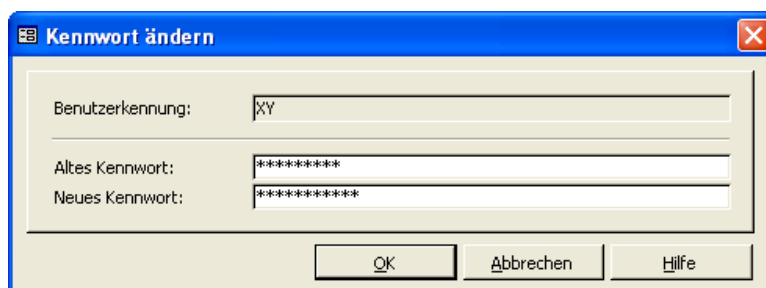 Kennwort ändern
Benutzerkennung: XY
Altes Kennwort: *********
Neues Kennwort: ***********
OK Abbrechen Hilfe